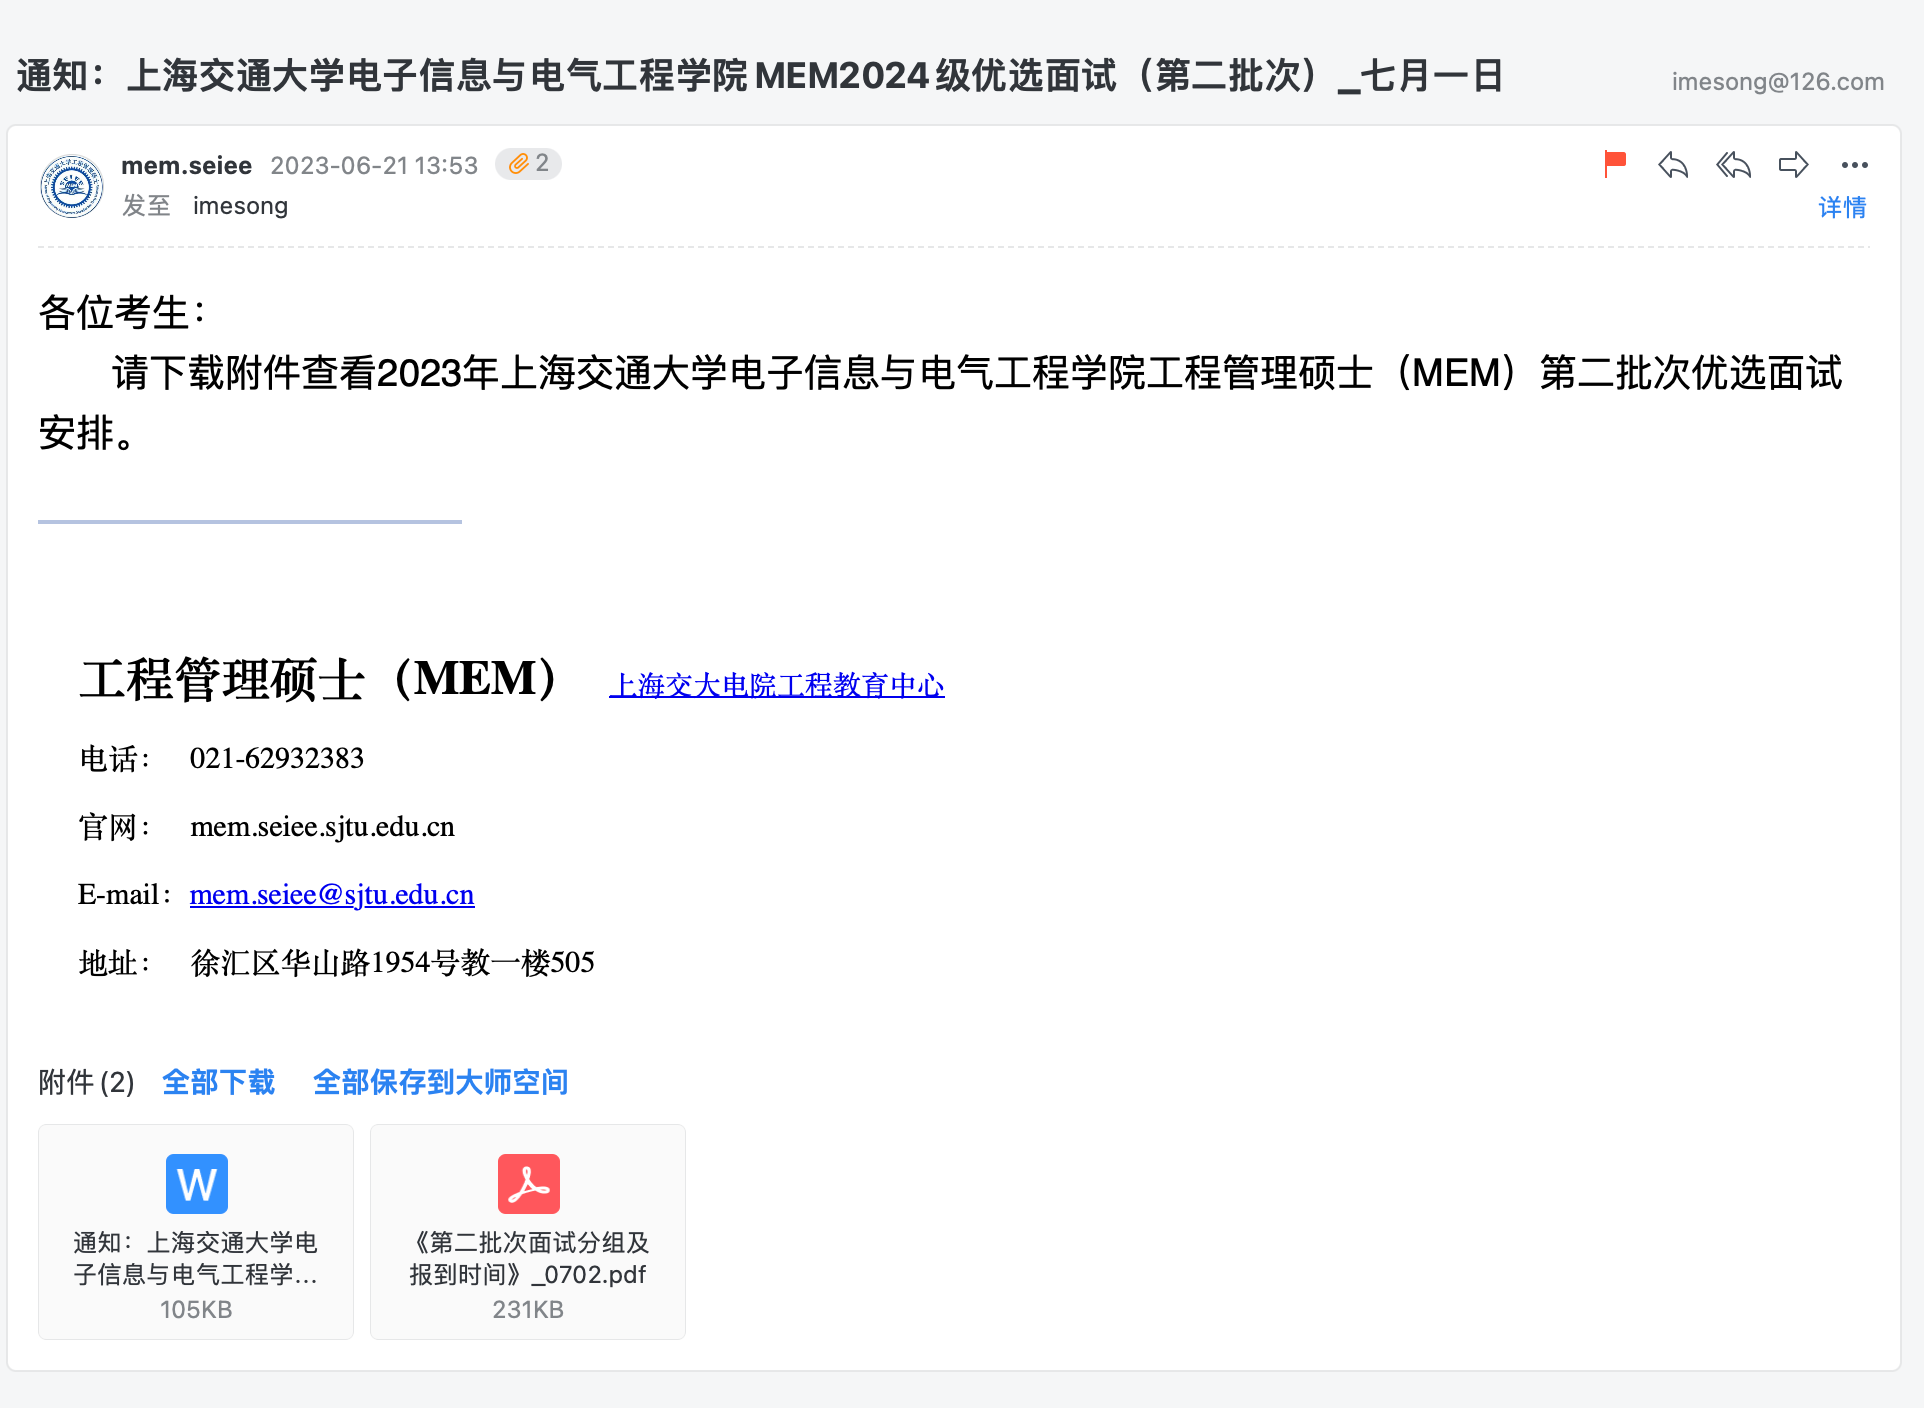 通知：上海交通大学电子信息与电气工程学院MEM2024级优选面试（第二批次）_七月一日
imesong@126.com
mem.seiee 2023-06-21 13:53 2
发至 imesong
详情
各位考生：
请下载附件查看2023年上海交通大学电子信息与电气工程学院工程管理硕士（MEM）第二批次优选面试
安排。
工程管理硕士（MEM） 上海交大电院工程教育中心
电话： 021-62932383
官网： mem.seiee.sjtu.edu.cn
E-mail： mem.seiee@sjtu.edu.cn
地址： 徐汇区华山路1954号教一楼505
附件 (2) 全部下载 全部保存到大师空间
W
通知：上海交通大学电
子信息与电气工程学...
105KB
《第二批次面试分组及
报到时间》_0702.pdf
231KB